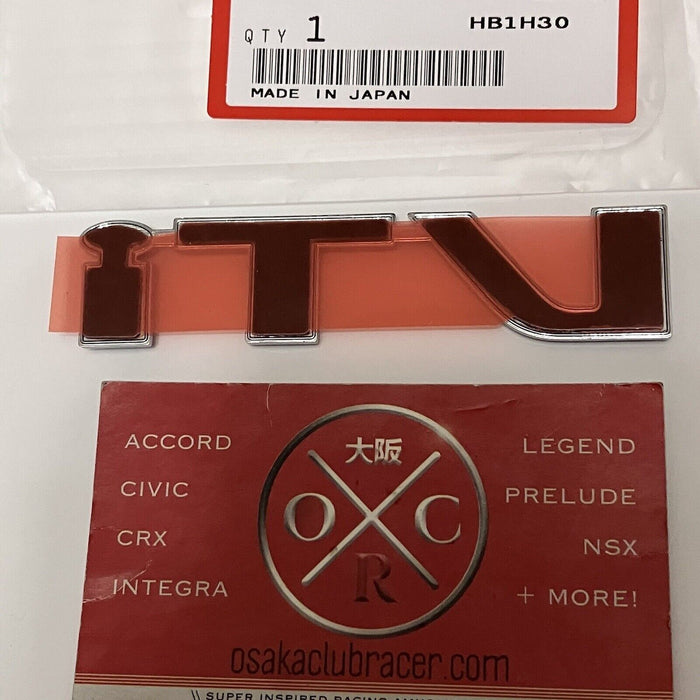 QTY 1
HB1H30
MADE IN JAPAN
iTV
ACCORD
CIVIC
CRX
INTEGRA
大阪
O C
R
LEGEND
PRELUDE
NSX
+ MORE!
osakaclubracer.com
SUPER INSPIRED RACING